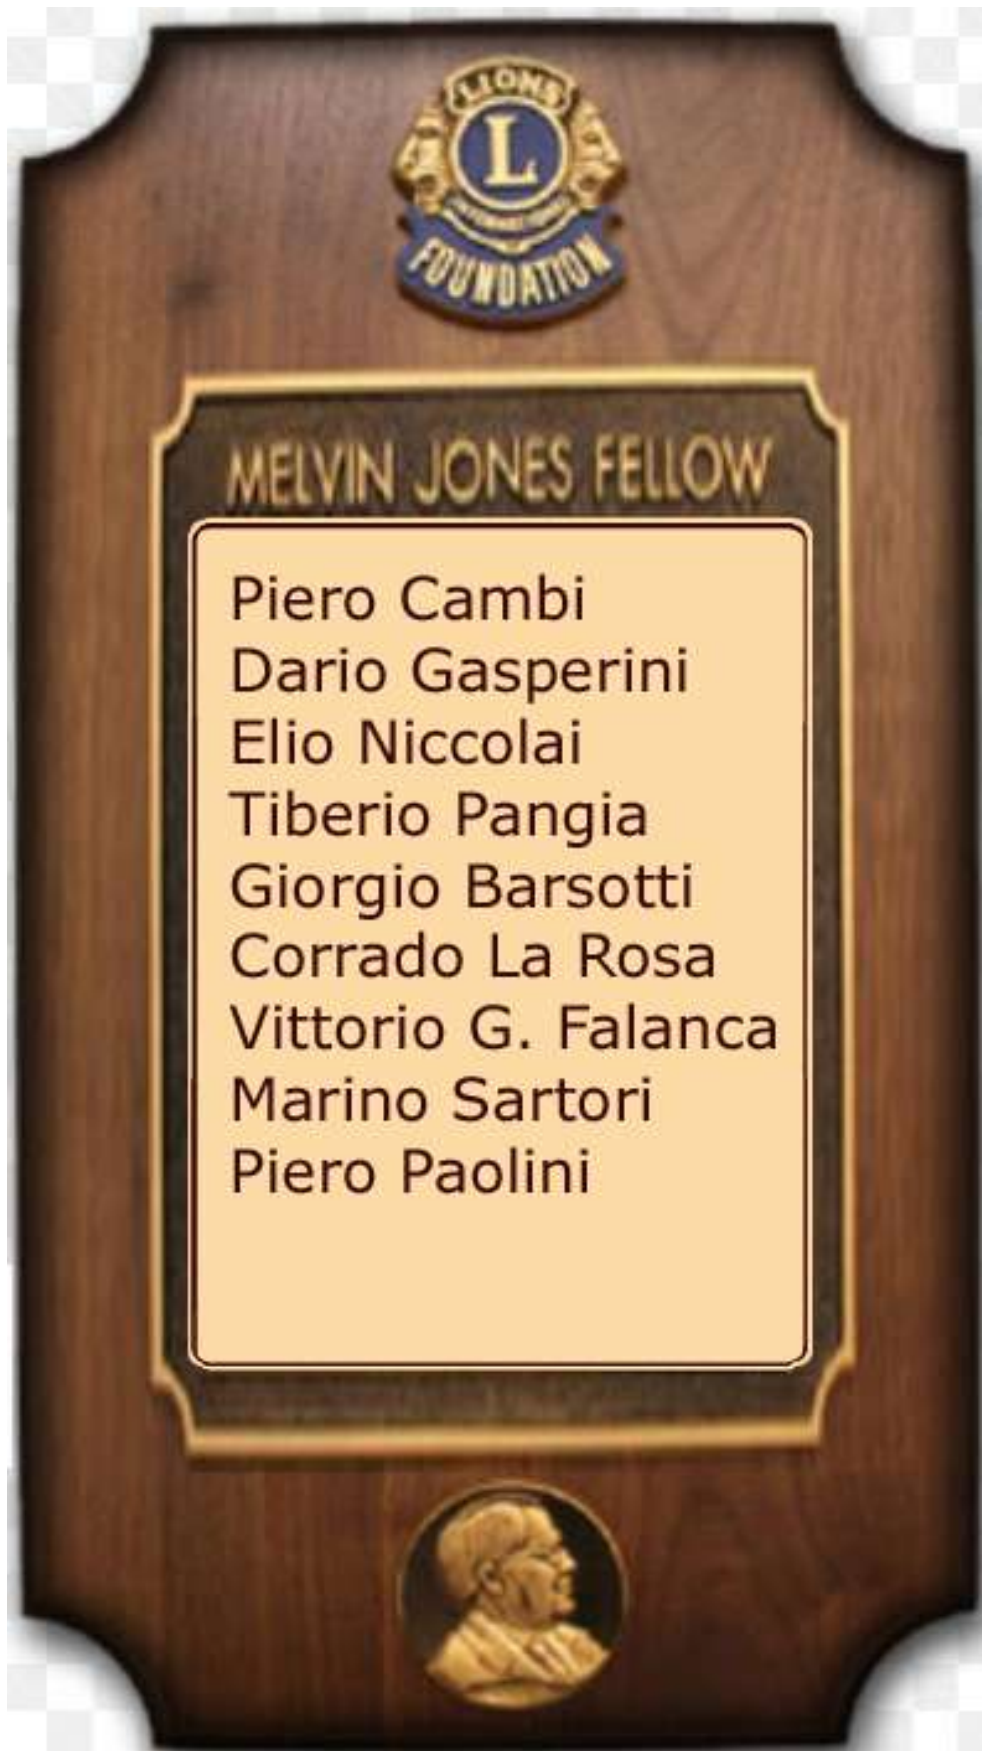 LIONS
L
INTERNATIONAL
FOUNDATION
MELVIN JONES FELLOW
Piero Cambi
Dario Gasperini
Elio Niccolai
Tiberio Pangia
Giorgio Barsotti
Corrado La Rosa
Vittorio G. Falanca
Marino Sartori
Piero Paolini